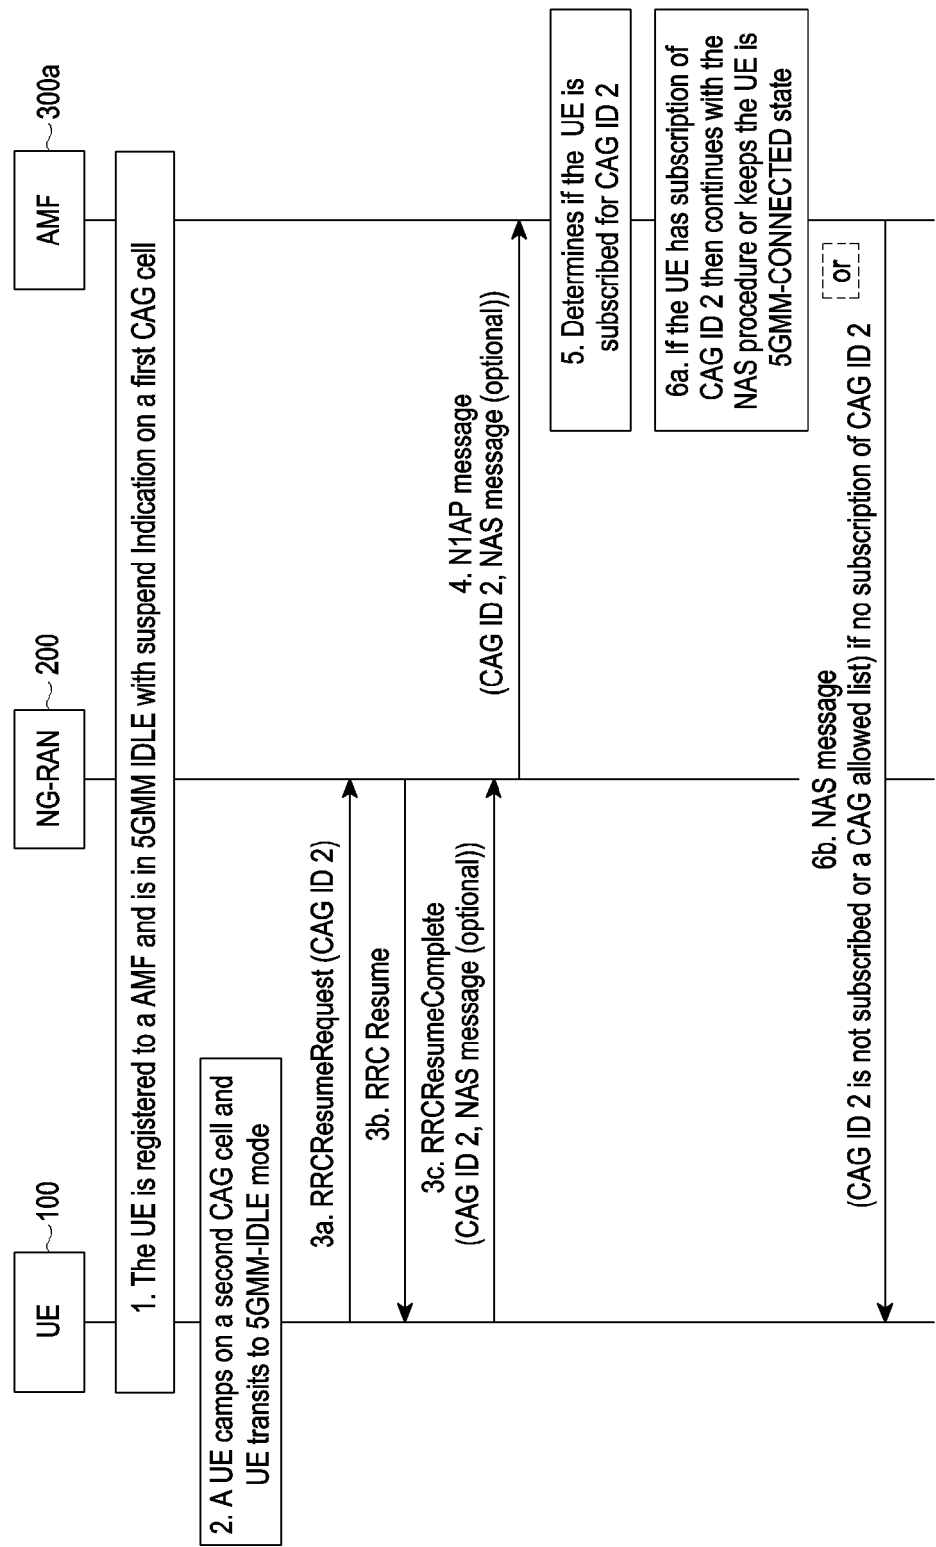 UE
100
NG-RAN
200
AMF
300a
1. The UE is registered to a AMF and is in 5GMM IDLE with suspend Indication on a first CAG cell
2. A UE camps on a second CAG cell and
UE transits to 5GMM-IDLE mode
3a. RRCResumeRequest (CAG ID 2)
3b. RRC Resume
3c. RRCResumeComplete
(CAG ID 2, NAS message (optional))
4. N1AP message
(CAG ID 2, NAS message (optional))
5. Determines if the UE is
subscribed for CAG ID 2
6a. If the UE has subscription of
CAG ID 2 then continues with the
NAS procedure or keeps the UE is
5GMM-CONNECTED state
or
6b. NAS message
(CAG ID 2 is not subscribed or a CAG allowed list) if no subscription of CAG ID 2